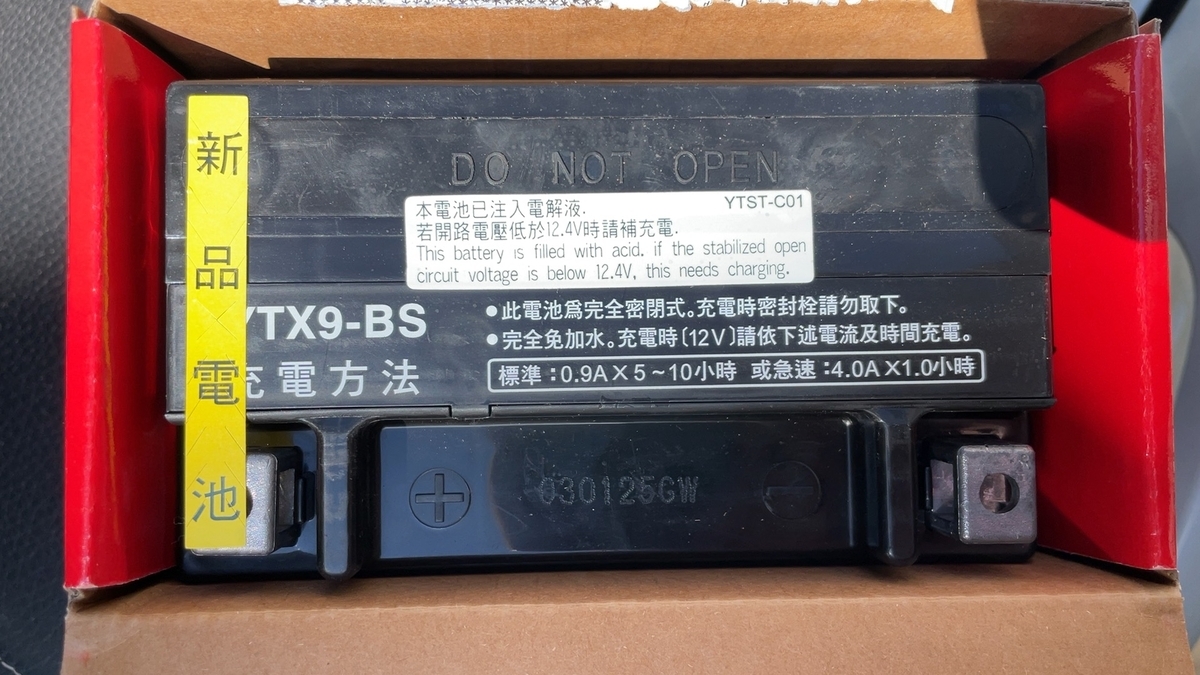 新品電池
DO NOT OPEN
本電池已注入電解液. YTST-C01
若開路電壓低於12.4V時請補充電.
This battery is filled with acid. if the stabilized open
circuit voltage is below 12.4V, this needs charging.
YTX9-BS
充電方法
●此電池爲完全密閉式。充電時密封栓請勿取下。
●完全免加水。充電時〔12V〕請依下述電流及時間充電。
標準：0.9A×5~10小時 或急速：4.0A×1.0小時
+ 030125GW −